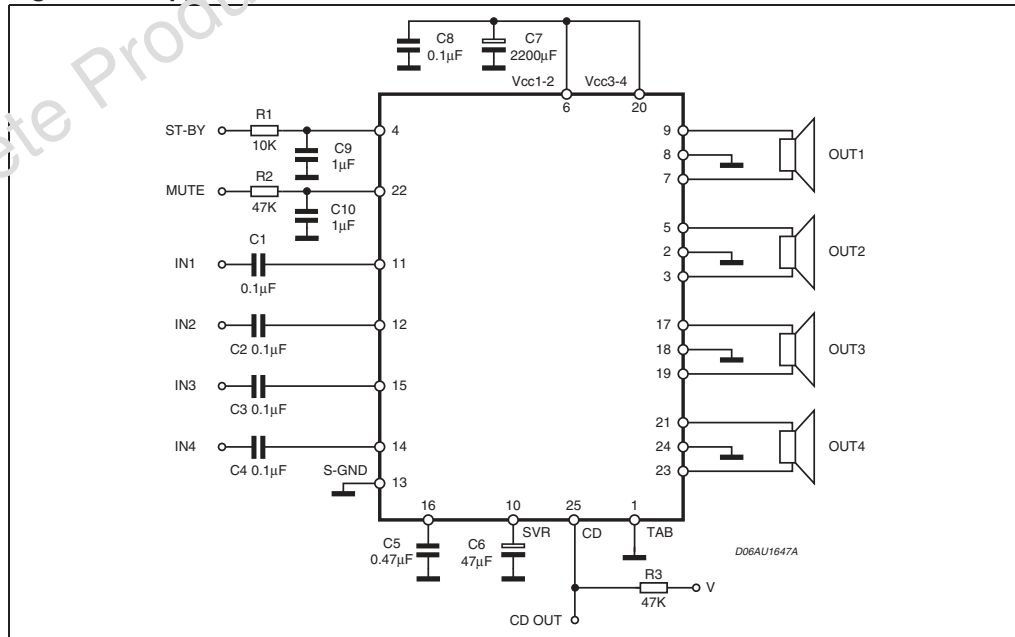 ete Produ
C8
0.1µF
C7
2200µF
Vcc1-2
Vcc3-4
6
20
ST-BY
R1
10K
C9
1µF
4
MUTE
R2
47K
C10
1µF
22
IN1
C1
0.1µF
11
IN2
C2 0.1µF
12
IN3
C3 0.1µF
15
IN4
C4 0.1µF
14
S-GND
13
9
8
7
OUT1
5
2
3
OUT2
17
18
19
OUT3
21
24
23
OUT4
16
10
25
1
SVR
CD
TAB
C5
0.47µF
C6
47µF
D06AU1647A
R3
47K
V
CD OUT